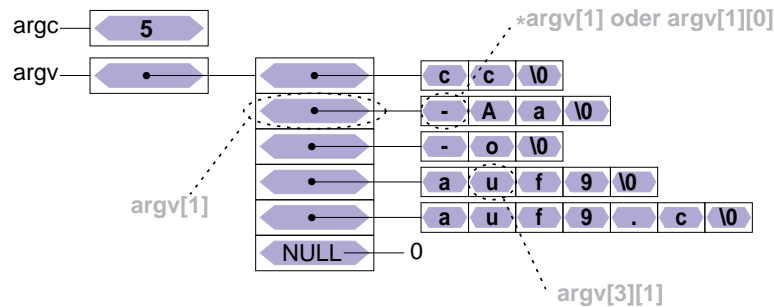 *argv[1] oder argv[1][0]
argc 5
argv c c \0
- A a \0
- o \0
a u f 9 \0
argv[1]
a u f 9 . c \0
NULL 0
argv[3][1]